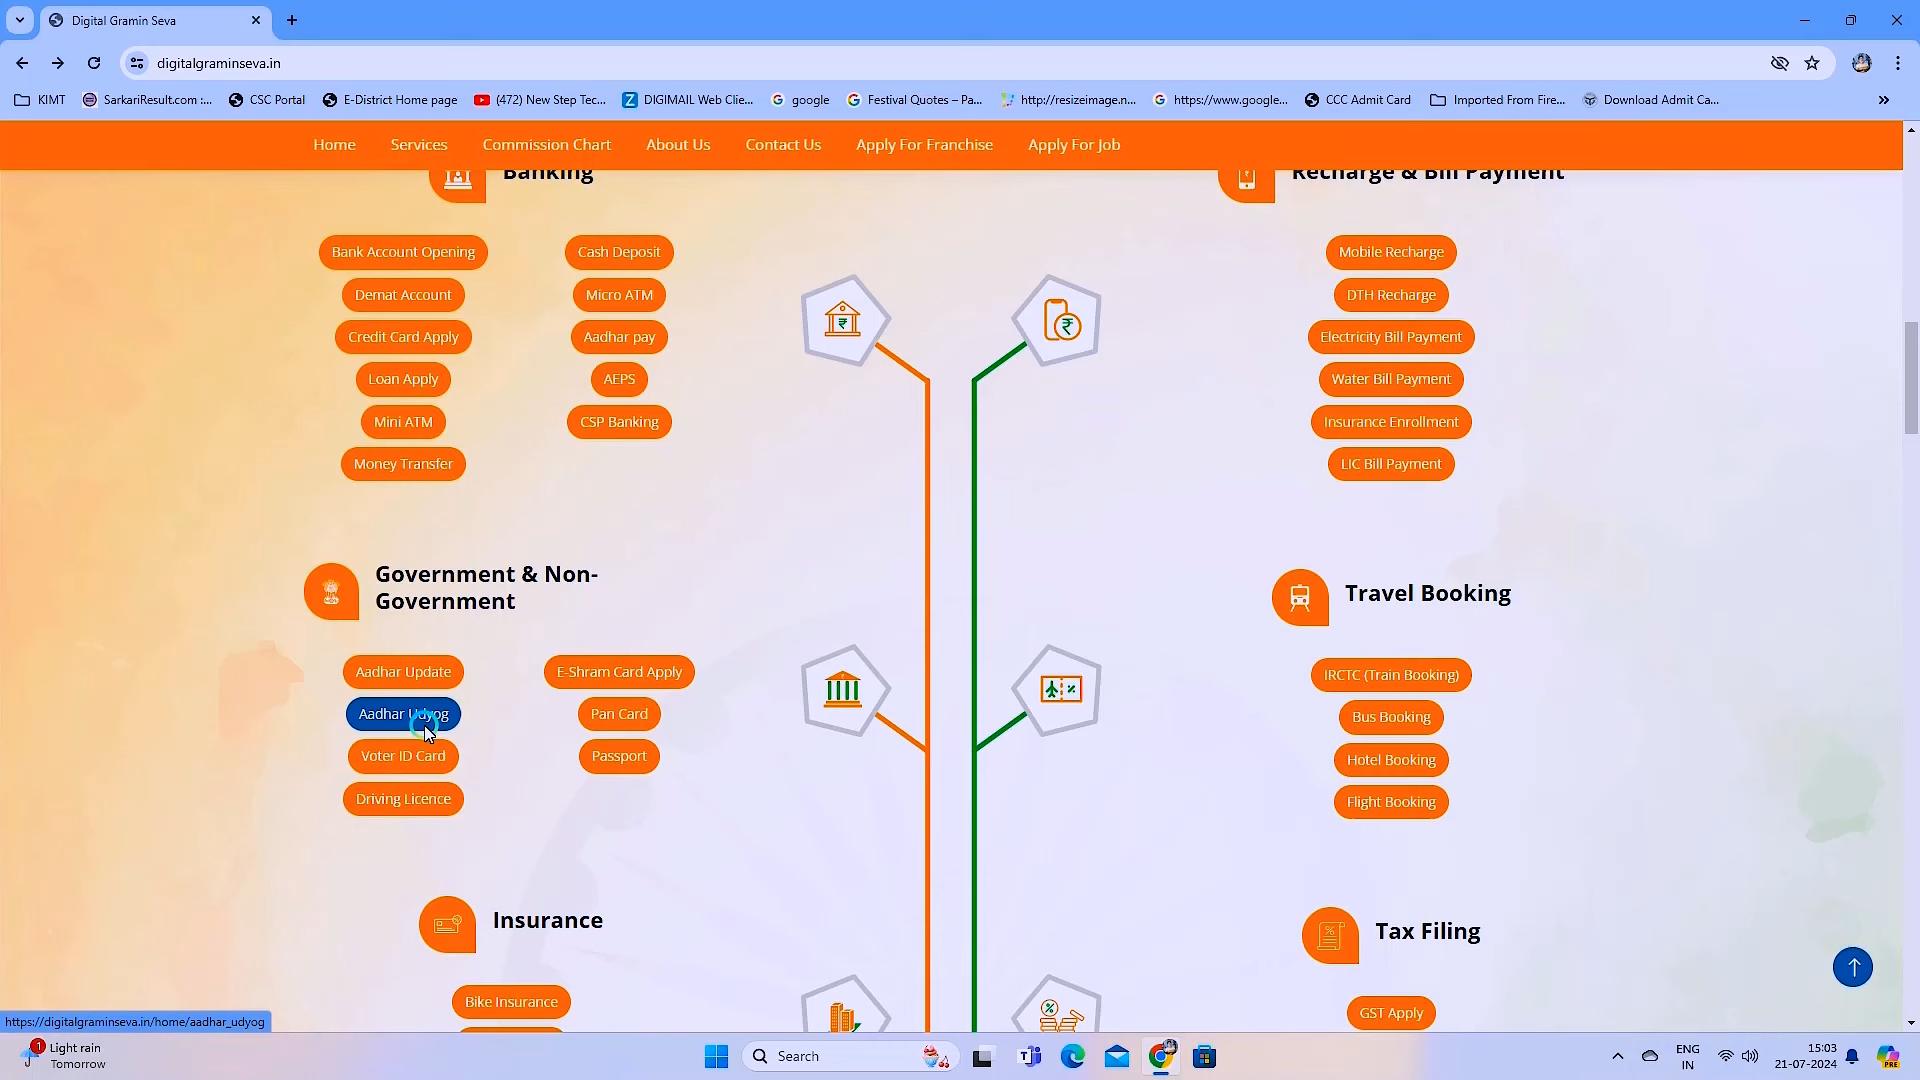 Digital Gramin Seva
digitalgraminseva.in
KIMT
SarkariResult.com :...
CSC Portal
E-District Home page
(472) New Step Tec...
DIGIMAIL Web Clie...
google
Festival Quotes – Pa...
http://resizeimage.n...
https://www.google...
CCC Admit Card
Imported From Fire...
Download Admit Ca...
Home
Services
Commission Chart
About Us
Contact Us
Apply For Franchise
Apply For Job
Banking
Recharge & Bill Payment
Bank Account Opening
Cash Deposit
Mobile Recharge
Demat Account
Micro ATM
DTH Recharge
Credit Card Apply
Aadhar pay
Electricity Bill Payment
Loan Apply
AEPS
Water Bill Payment
Mini ATM
CSP Banking
Insurance Enrollment
Money Transfer
LIC Bill Payment
Government & Non-
Government
Travel Booking
Aadhar Update
E-Shram Card Apply
IRCTC (Train Booking)
Aadhar Udyog
Pan Card
Bus Booking
Voter ID Card
Passport
Hotel Booking
Driving Licence
Flight Booking
Insurance
Tax Filing
Bike Insurance
GST Apply
https://digitalgraminseva.in/home/aadhar_udyog
1
Light rain
Tomorrow
Search
ENG
IN
15:03
21-07-2024
PRE